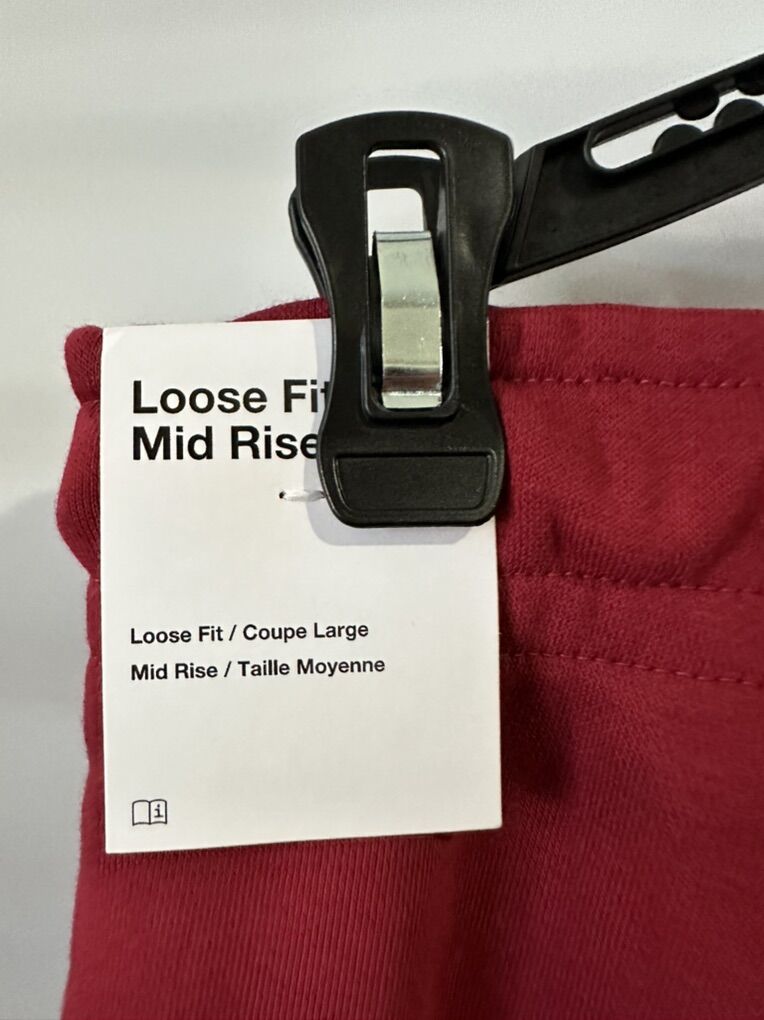 Loose Fit
Mid Rise
Loose Fit / Coupe Large
Mid Rise / Taille Moyenne
i